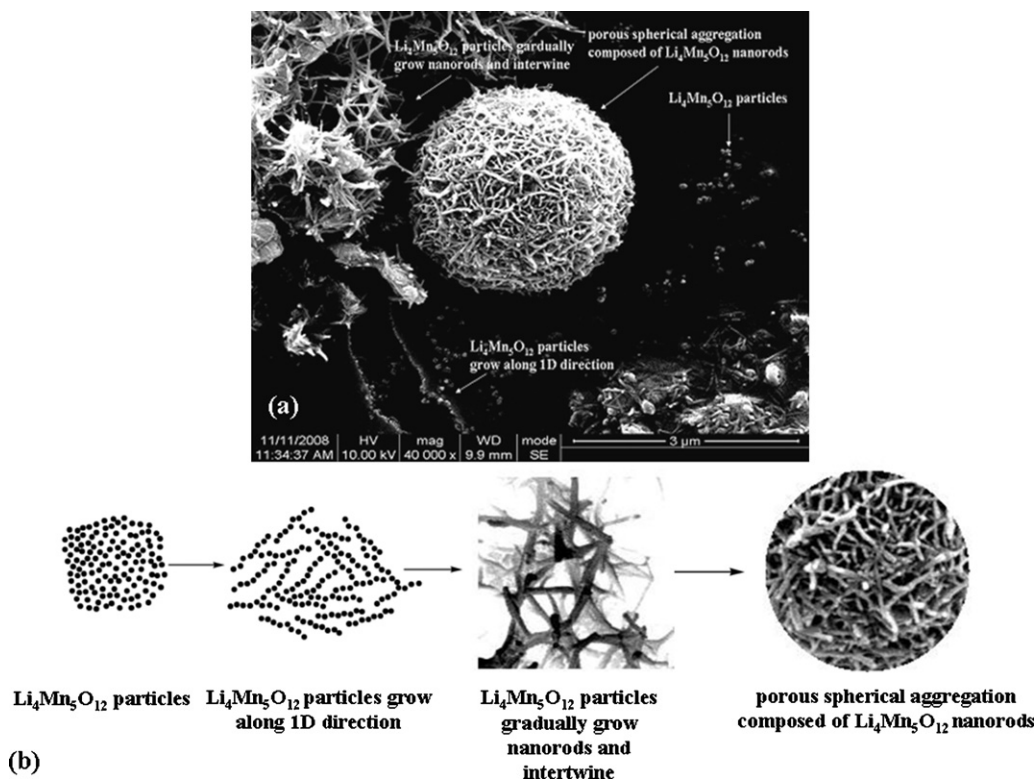 Li₄Mn₅O₁₂ particles gardually
grow nanorods and interwine
porous spherical aggregation
composed of Li₄Mn₅O₁₂ nanorods
Li₄Mn₅O₁₂ particles
Li₄Mn₅O₁₂ particles
grow along 1D direction
(a)
11/11/2008 HV mag WD mode
11:34:37 AM 10.00 kV 40 000 x 9.9 mm SE
3 µm
Li₄Mn₅O₁₂ particles
Li₄Mn₅O₁₂ particles grow
along 1D direction
Li₄Mn₅O₁₂ particles
gradually grow
nanorods and
intertwine
porous spherical aggregation
composed of Li₄Mn₅O₁₂ nanorods
(b)